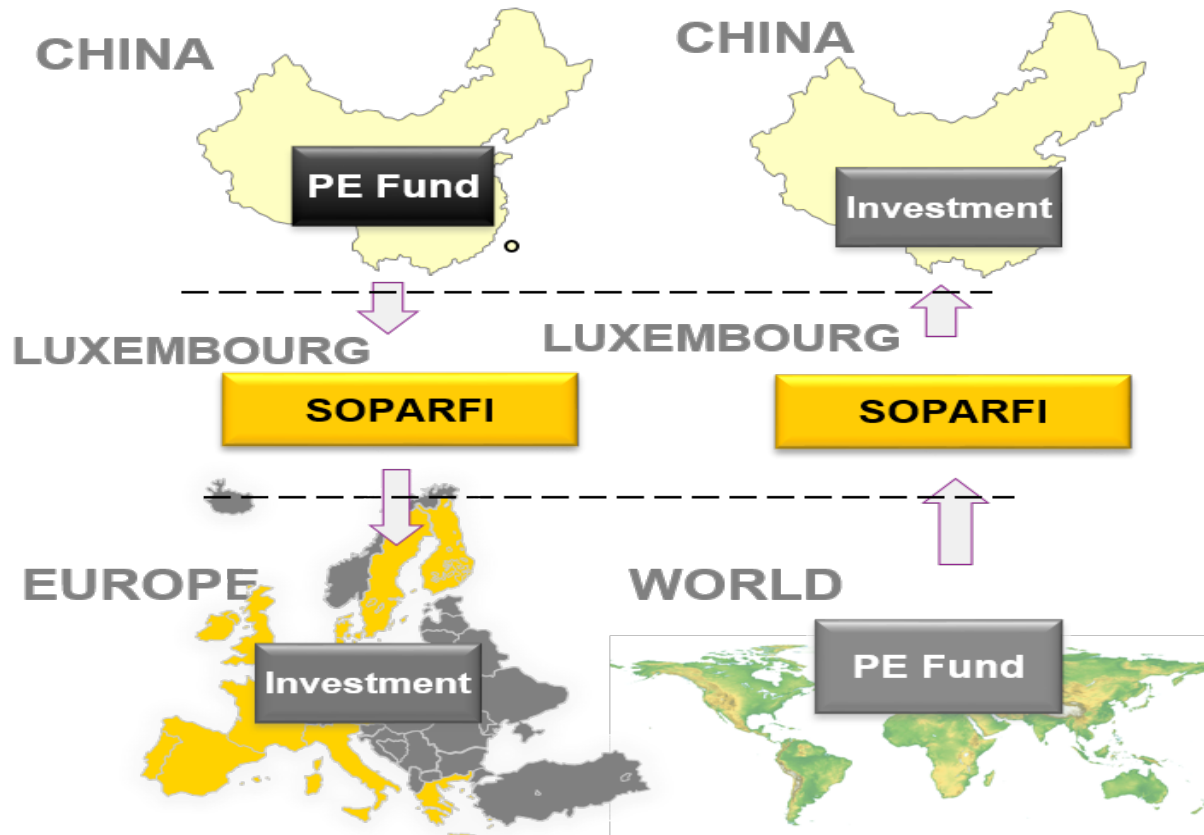 CHINA
PE Fund
LUXEMBOURG
SOPARFI
EUROPE
Investment
CHINA
Investment
LUXEMBOURG
SOPARFI
WORLD
PE Fund